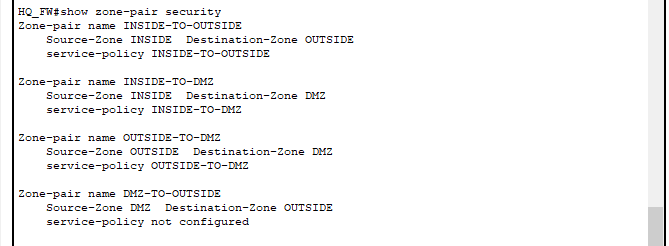 HQ_FW#show zone-pair security
Zone-pair name INSIDE-TO-OUTSIDE
    Source-Zone INSIDE  Destination-Zone OUTSIDE
    service-policy INSIDE-TO-OUTSIDE

Zone-pair name INSIDE-TO-DMZ
    Source-Zone INSIDE  Destination-Zone DMZ
    service-policy INSIDE-TO-DMZ

Zone-pair name OUTSIDE-TO-DMZ
    Source-Zone OUTSIDE  Destination-Zone DMZ
    service-policy OUTSIDE-TO-DMZ

Zone-pair name DMZ-TO-OUTSIDE
    Source-Zone DMZ  Destination-Zone OUTSIDE
    service-policy not configured